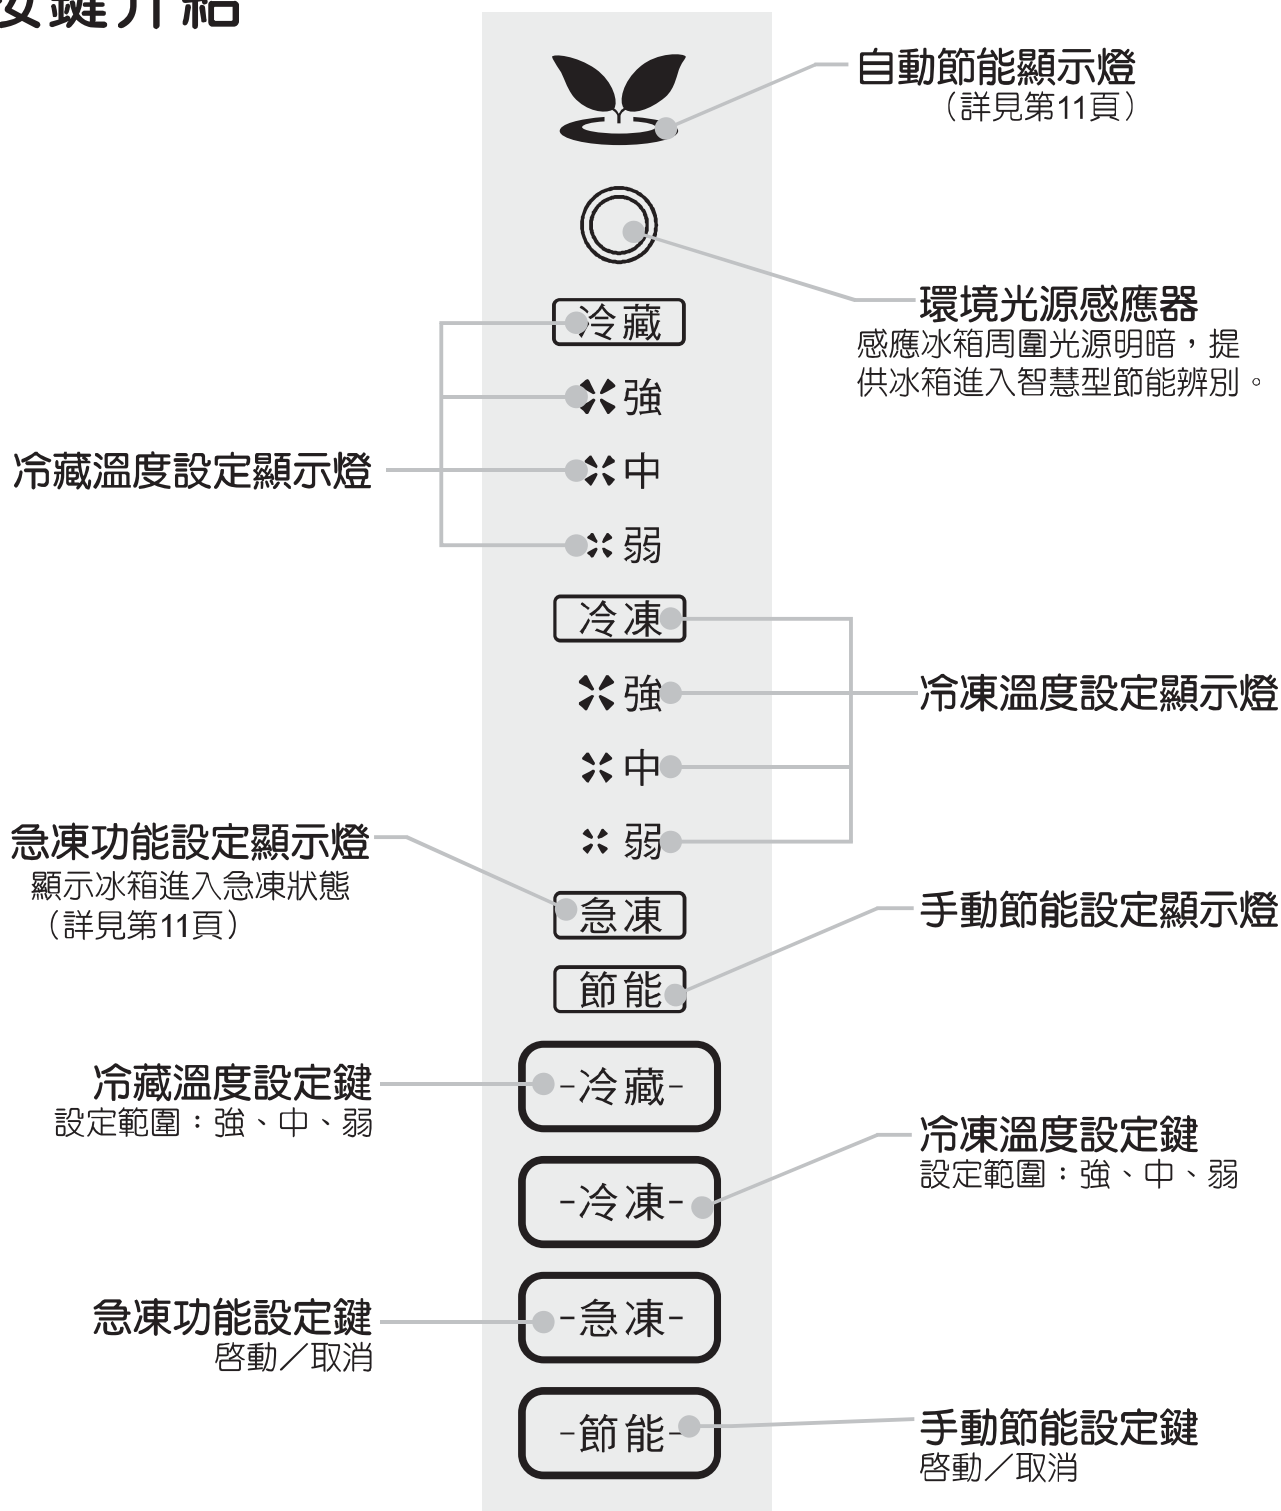 按鍵介紹
自動節能顯示燈
（詳見第11頁）
環境光源感應器
感應冰箱周圍光源明暗，提
供冰箱進入智慧型節能辨別。
冷藏
強
中
弱
冷藏溫度設定顯示燈
冷凍
強
中
弱
冷凍溫度設定顯示燈
急凍功能設定顯示燈
顯示冰箱進入急凍狀態
（詳見第11頁）
急凍
手動節能設定顯示燈
節能
冷藏溫度設定鍵
設定範圍：強、中、弱
-冷藏-
冷凍溫度設定鍵
設定範圍：強、中、弱
-冷凍-
急凍功能設定鍵
啓動／取消
-急凍-
手動節能設定鍵
啓動／取消
-節能-